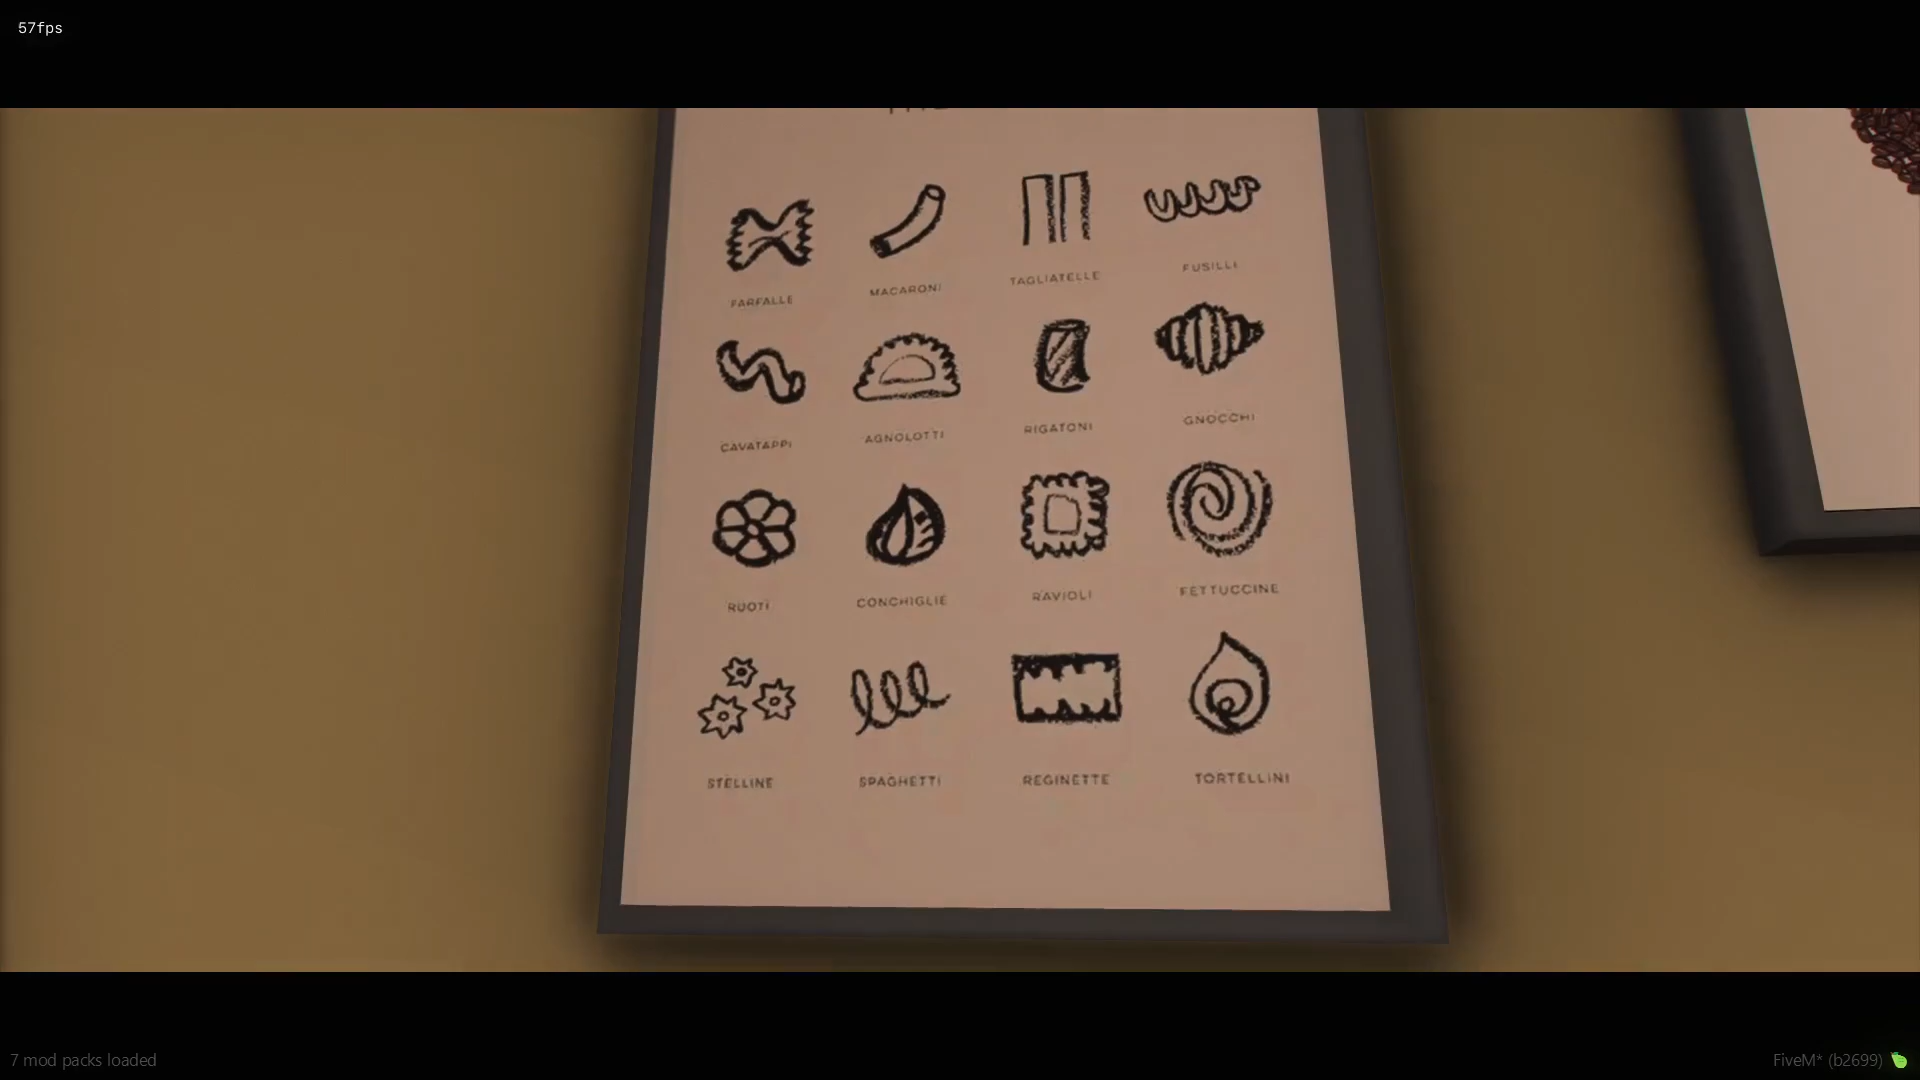 57fps
FARFALLE MACARONI TAGLIATELLE FUSILLI
CAVATAPPI AGNOLOTTI RIGATONI GNOCCHI
RUOTI CONCHIGLIE RAVIOLI FETTUCCINE
STELLINE SPAGHETTI REGINETTE TORTELLINI
7 mod packs loaded
FiveM* (b2699)